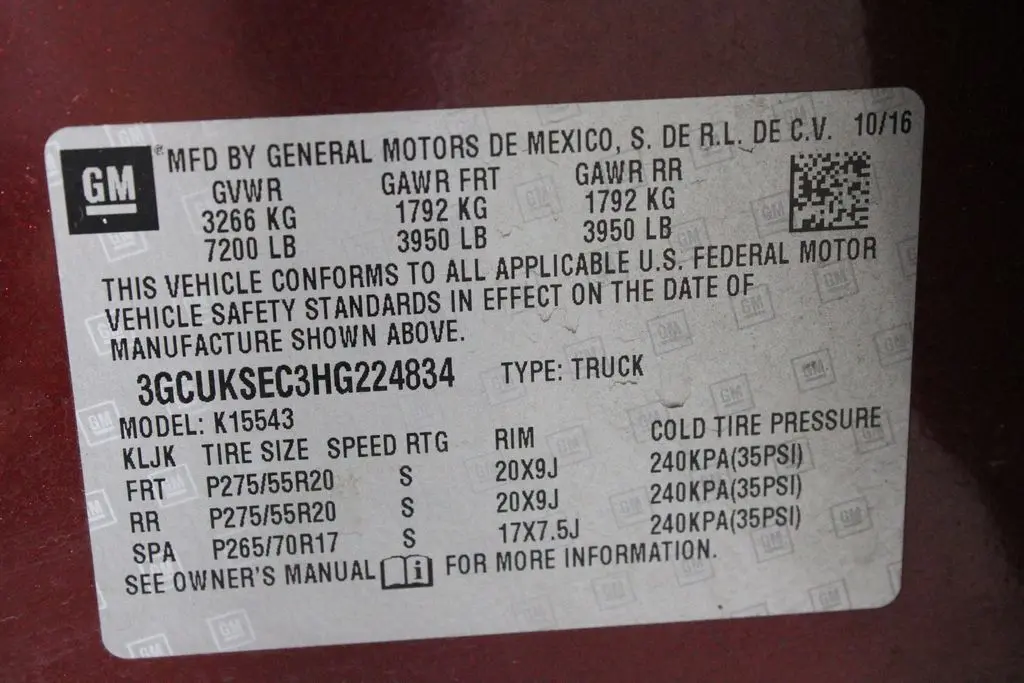 GM ® MFD BY GENERAL MOTORS DE MEXICO, S. DE R.L. DE C.V. 10/16
GVWR GAWR FRT GAWR RR
3266 KG 1792 KG 1792 KG
7200 LB 3950 LB 3950 LB
THIS VEHICLE CONFORMS TO ALL APPLICABLE U.S. FEDERAL MOTOR
VEHICLE SAFETY STANDARDS IN EFFECT ON THE DATE OF
MANUFACTURE SHOWN ABOVE.
3GCUKSEC3HG224834 TYPE: TRUCK
MODEL: K15543
KLJK TIRE SIZE SPEED RTG RIM COLD TIRE PRESSURE
FRT P275/55R20 S 20X9J 240KPA(35PSI)
RR P275/55R20 S 20X9J 240KPA(35PSI)
SPA P265/70R17 S 17X7.5J 240KPA(35PSI)
SEE OWNER'S MANUAL i FOR MORE INFORMATION.